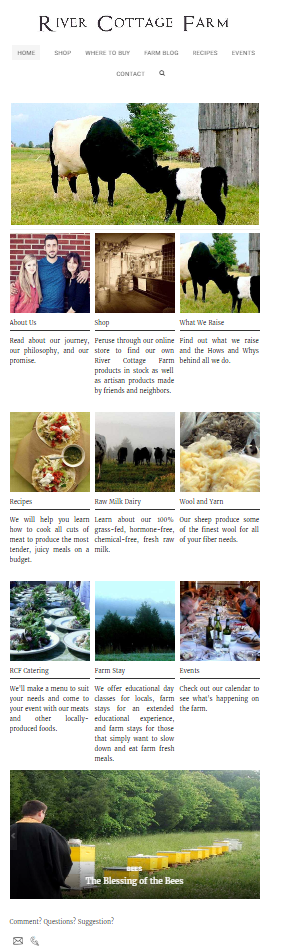 River Cottage Farm
HOME SHOP WHERE TO BUY FARM BLOG RECIPES EVENTS
CONTACT
About Us
Read about our journey,
our philosophy, and our
promise.
Shop
Peruse through our online
store to find our own
River Cottage Farm
products in stock as well
as artisan products made
by friends and neighbors.
What We Raise
Find out what we raise
and the Hows and Whys
behind all we do.
Recipes
We will help you learn
how to cook all cuts of
meat to produce the most
tender, juicy meals on a
budget.
Raw Milk Dairy
Learn about our 100%
grass-fed, hormone-free,
chemical-free, fresh raw
milk.
Wool and Yarn
Our sheep produce some
of the finest wool for all
of your fiber needs.
RCF Catering
We'll make a menu to suit
your needs and come to
your event with our meats
and other locally-
produced foods.
Farm Stay
We offer educational day
classes for locals, farm
stays for an extended
educational experience,
and farm stays for those
that simply want to slow
down and eat farm fresh
meals.
Events
Check out our calendar to
see what's happening on
the farm.
BEES
The Blessing of the Bees
Comment? Questions? Suggestion?